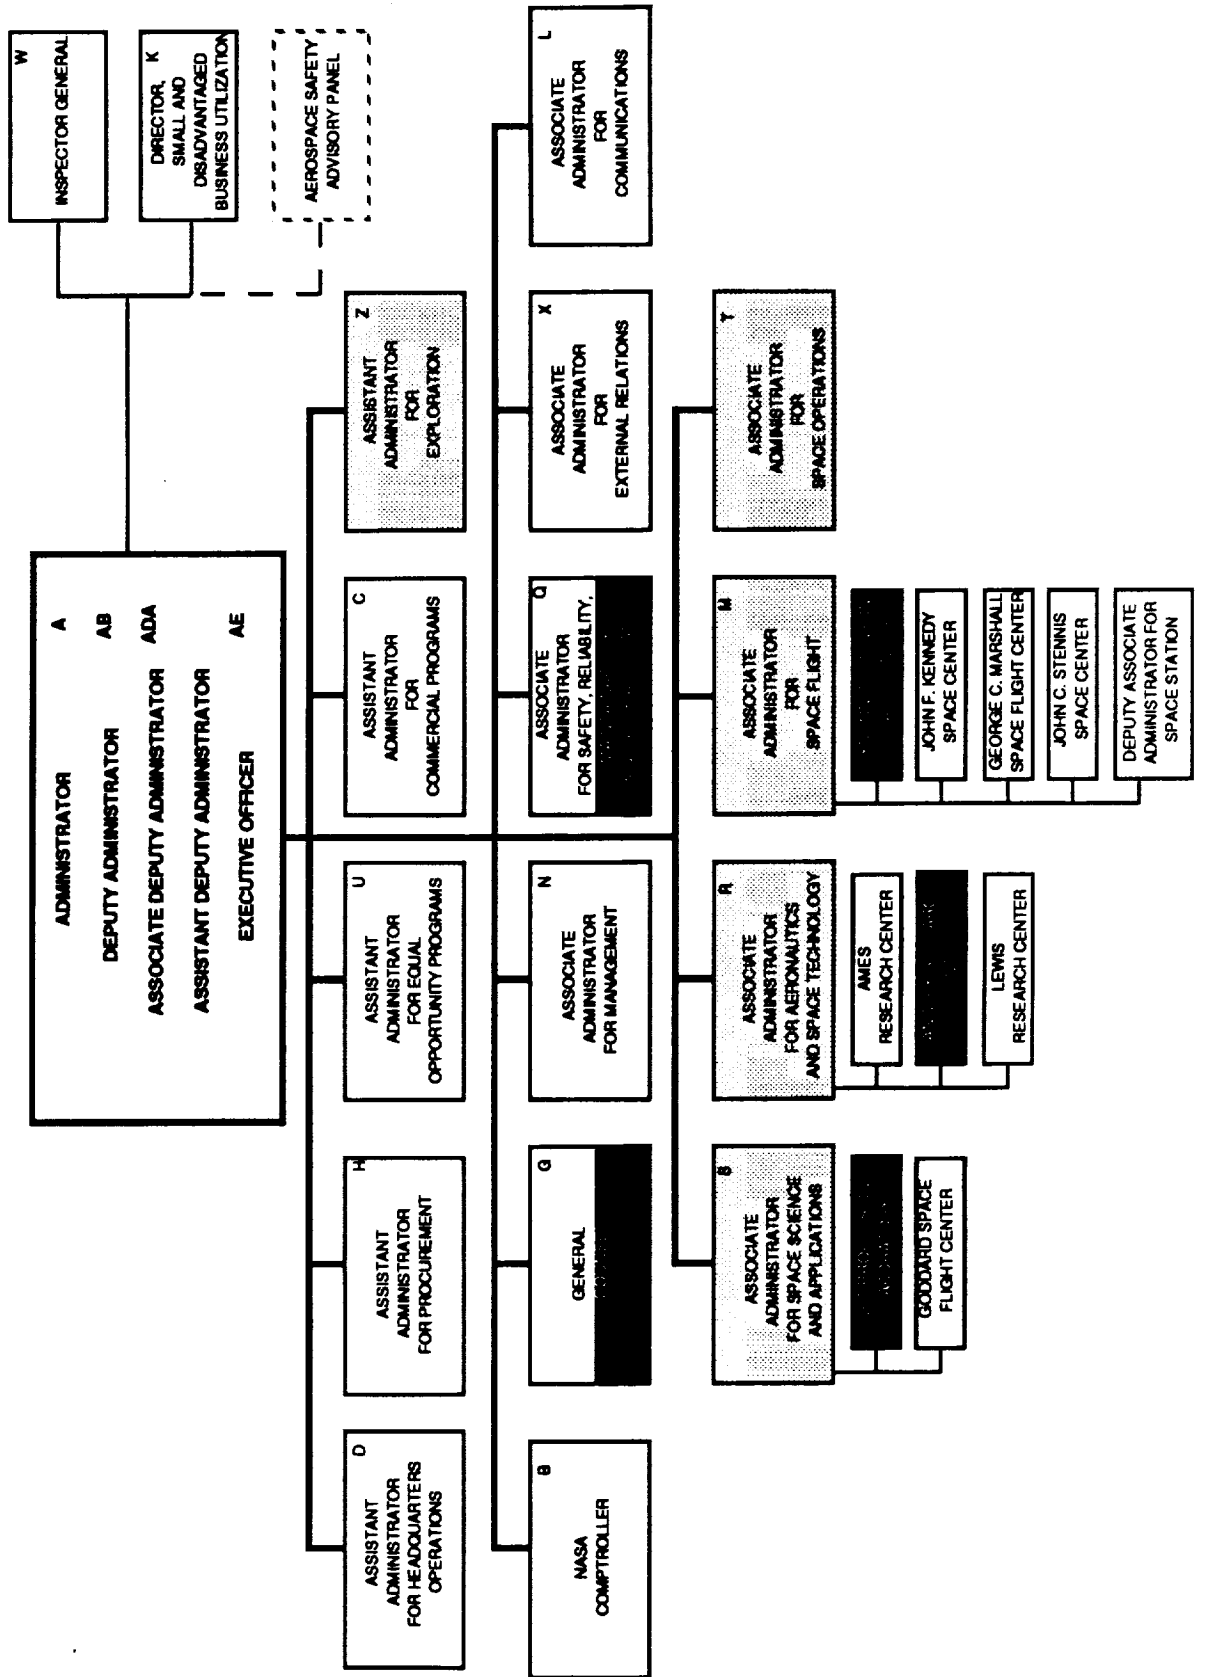 ADMINISTRATOR A
DEPUTY ADMINISTRATOR AB
ASSOCIATE DEPUTY ADMINISTRATOR ADA
ASSISTANT DEPUTY ADMINISTRATOR
EXECUTIVE OFFICER AE
W
INSPECTOR GENERAL
K
DIRECTOR,
SMALL AND
DISADVANTAGED
BUSINESS UTILIZATION
AEROSPACE SAFETY
ADVISORY PANEL
D
ASSISTANT
ADMINISTRATOR
FOR HEADQUARTERS
OPERATIONS
H
ASSISTANT
ADMINISTRATOR
FOR PROCUREMENT
U
ASSISTANT
ADMINISTRATOR
FOR EQUAL
OPPORTUNITY PROGRAMS
C
ASSISTANT
ADMINISTRATOR
FOR
COMMERCIAL PROGRAMS
Z
ASSISTANT
ADMINISTRATOR
FOR
EXPLORATION
B
NASA
COMPTROLLER
G
GENERAL
N
ASSOCIATE
ADMINISTRATOR
FOR MANAGEMENT
Q
ASSOCIATE
ADMINISTRATOR
FOR SAFETY, RELIABILITY,
X
ASSOCIATE
ADMINISTRATOR
FOR
EXTERNAL RELATIONS
L
ASSOCIATE
ADMINISTRATOR
FOR
COMMUNICATIONS
S
ASSOCIATE
ADMINISTRATOR
FOR SPACE SCIENCE
AND APPLICATIONS
GODDARD SPACE
FLIGHT CENTER
R
ASSOCIATE
ADMINISTRATOR
FOR AERONAUTICS
AND SPACE TECHNOLOGY
AMES
RESEARCH CENTER
LEWIS
RESEARCH CENTER
M
ASSOCIATE
ADMINISTRATOR
FOR
SPACE FLIGHT
JOHN F. KENNEDY
SPACE CENTER
GEORGE C. MARSHALL
SPACE FLIGHT CENTER
JOHN C. STENNIS
SPACE CENTER
DEPUTY ASSOCIATE
ADMINISTRATOR FOR
SPACE STATION
T
ASSOCIATE
ADMINISTRATOR
FOR
SPACE OPERATIONS